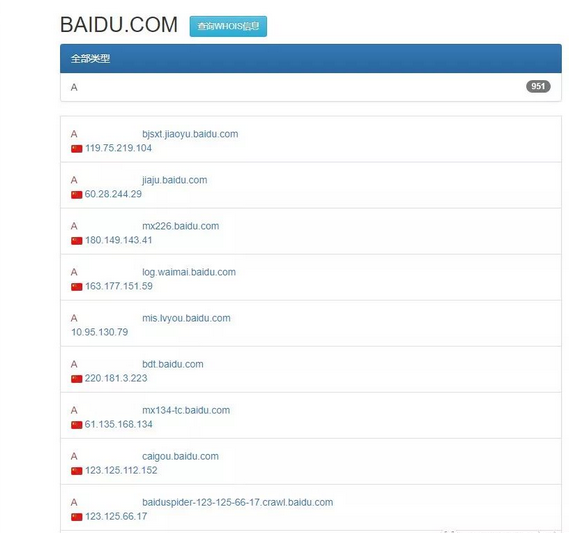 BAIDU.COM 查询WHOIS信息
全部类型
A 951
A bjsxt.jiaoyu.baidu.com
119.75.219.104
A jiaju.baidu.com
60.28.244.29
A mx226.baidu.com
180.149.143.41
A log.waimai.baidu.com
163.177.151.59
A mis.lvyou.baidu.com
10.95.130.79
A bdt.baidu.com
220.181.3.223
A mx134-tc.baidu.com
61.135.168.134
A caigou.baidu.com
123.125.112.152
A baiduspider-123-125-66-17.crawl.baidu.com
123.125.66.17